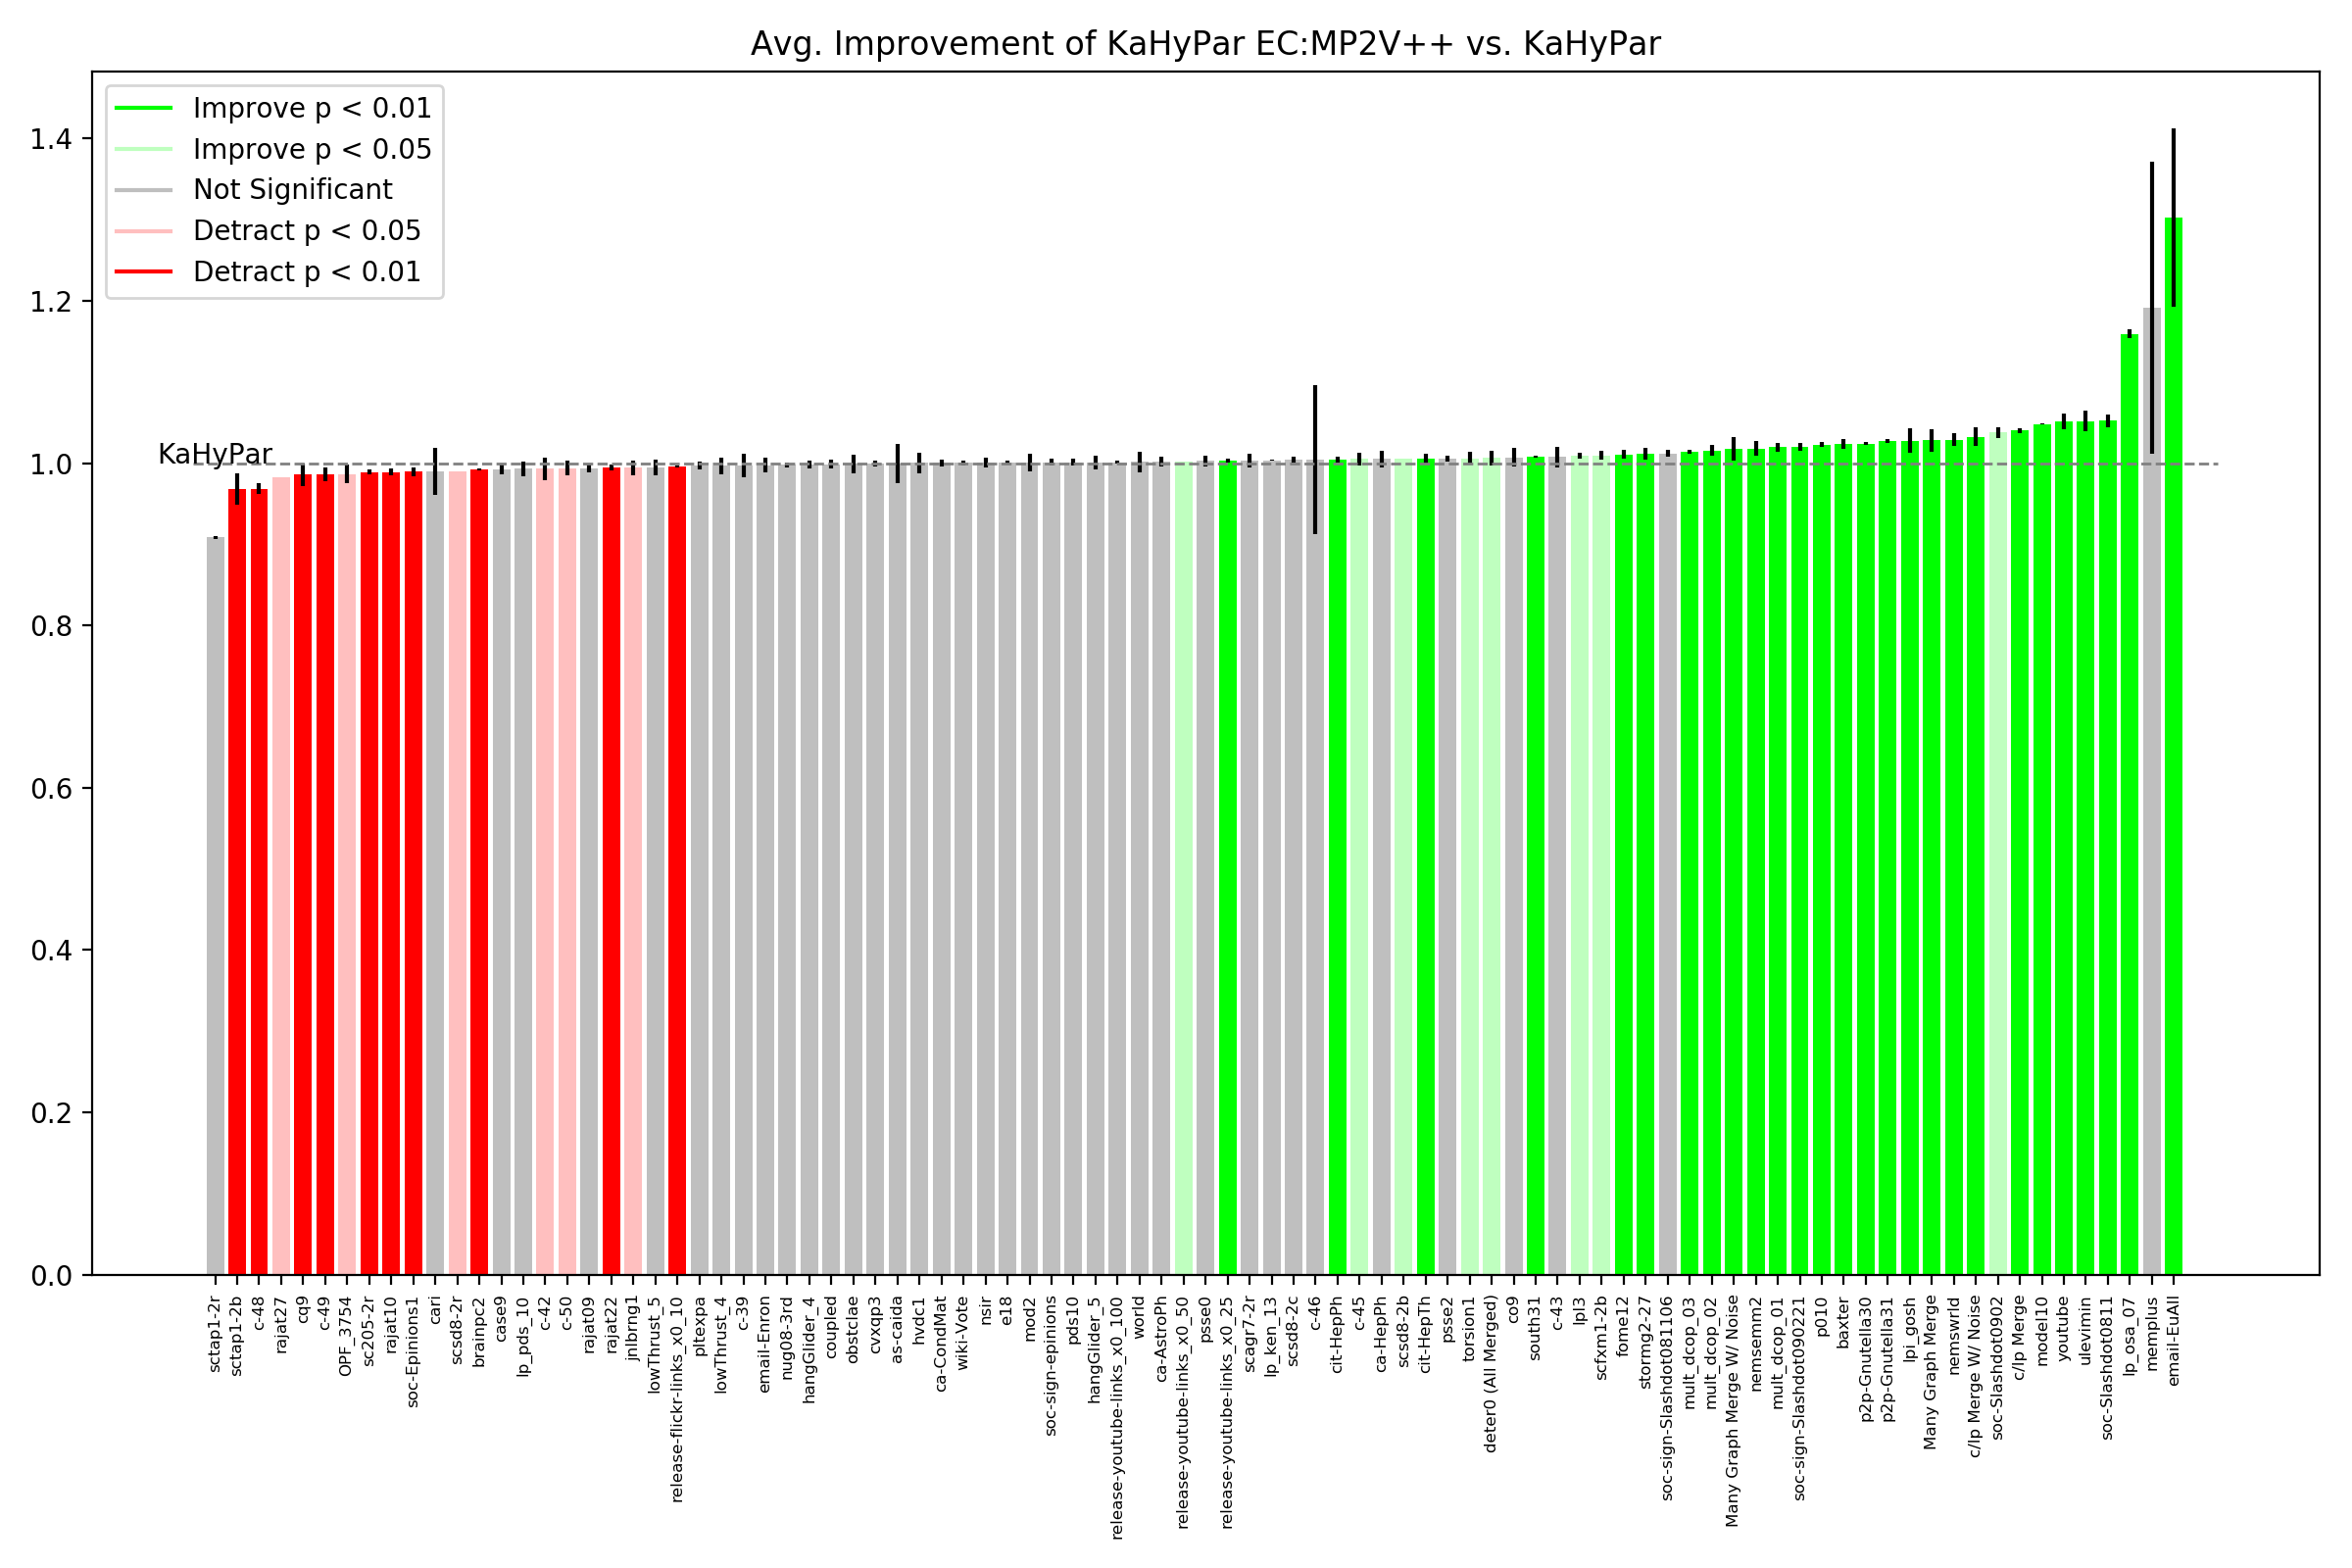 Avg. Improvement of KaHyPar EC:MP2V++ vs. KaHyPar
Improve p < 0.01
Improve p < 0.05
Not Significant
Detract p < 0.05
Detract p < 0.01
1.4
1.2
1.0
0.8
0.6
0.4
0.2
0.0
KaHyPar
sctap1-2r
sctap1-2b
c-48
rajat27
cq9
c-49
OPF_3754
sc205-2r
rajat10
soc-Epinions1
cari
scsd8-2r
brainpc2
case9
lp_pds_10
c-42
c-50
rajat09
rajat22
jnlbrng1
lowThrust_5
release-flickr-links_x0_10
pltexpa
lowThrust_4
c-39
email-Enron
nug08-3rd
hangGlider_4
coupled
obstclae
cvxqp3
as-caida
hvdc1
ca-CondMat
wiki-Vote
nsir
e18
mod2
soc-sign-epinions
pds10
hangGlider_5
release-youtube-links_x0_100
world
ca-AstroPh
release-youtube-links_x0_50
psse0
release-youtube-links_x0_25
scagr7-2r
lp_ken_13
scsd8-2c
c-46
cit-HepPh
c-45
ca-HepPh
scsd8-2b
cit-HepTh
psse2
torsion1
deter0 (All Merged)
co9
south31
c-43
lpl3
scfxm1-2b
fome12
stormg2-27
soc-sign-Slashdot081106
mult_dcop_03
mult_dcop_02
Many Graph Merge W/ Noise
nemsemm2
mult_dcop_01
soc-sign-Slashdot090221
p010
baxter
p2p-Gnutella30
p2p-Gnutella31
lpi_gosh
Many Graph Merge
nemswrld
c/lp Merge W/ Noise
soc-Slashdot0902
c/lp Merge
model10
youtube
ulevimin
soc-Slashdot0811
lp_osa_07
memplus
email-EuAll